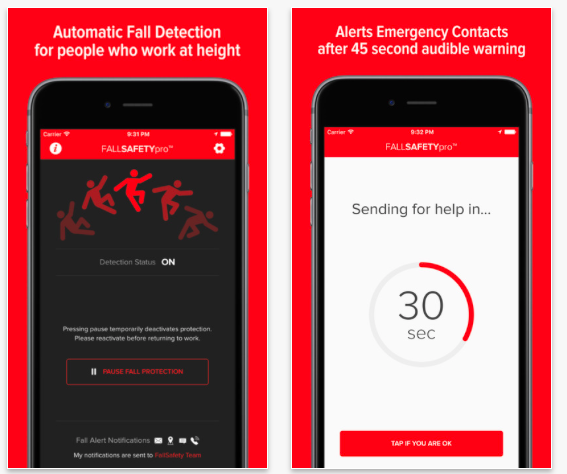 Automatic Fall Detection
for people who work at height
Carrier 9:31 PM
FALLSAFETYpro™
Detection Status ON
Pressing pause temporarily deactivates protection.
Please reactivate before returning to work.
PAUSE FALL PROTECTION
Fall Alert Notifications
My notifications are sent to FallSafety Team
Alerts Emergency Contacts
after 45 second audible warning
Carrier 9:32 PM
FALLSAFETYpro™
Sending for help in...
30
sec
TAP IF YOU ARE OK